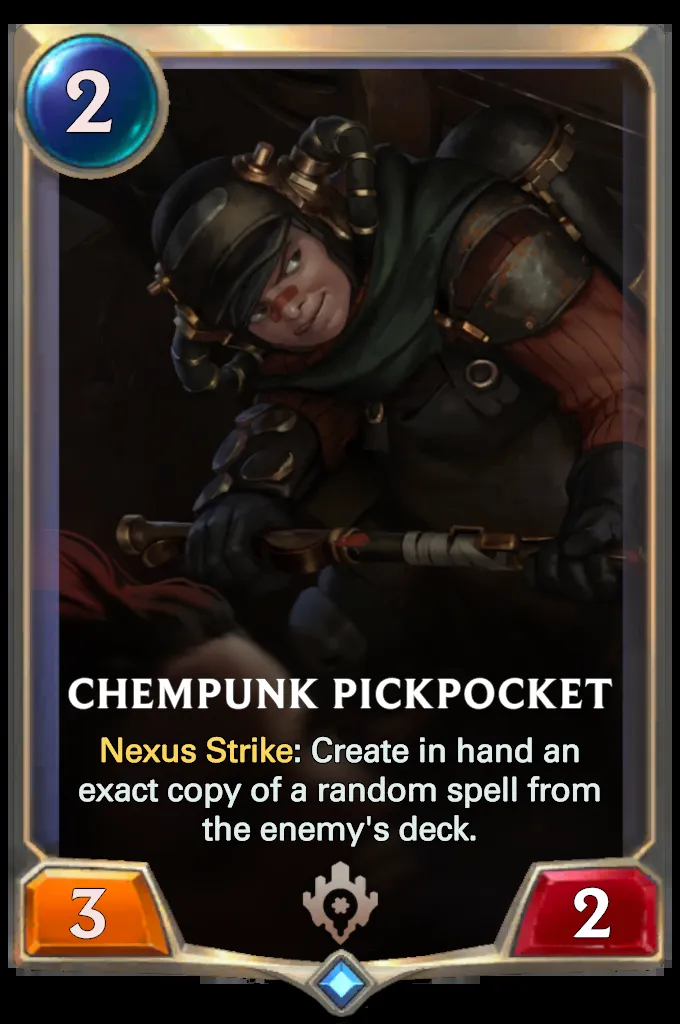 2
CHEMPUNK PICKPOCKET
Nexus Strike: Create in hand an
exact copy of a random spell from
the enemy's deck.
3
2